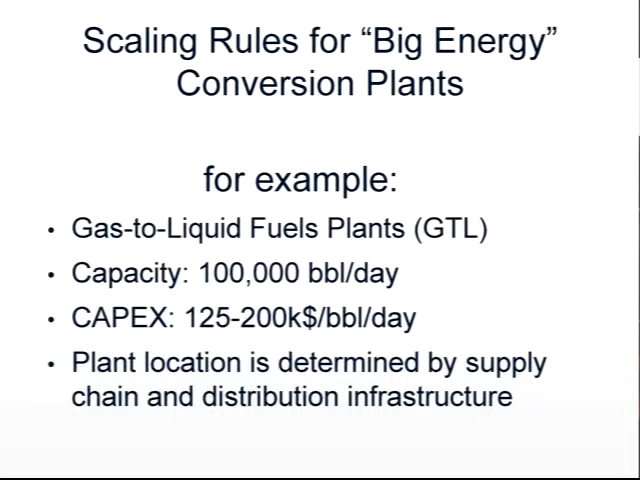 Scaling Rules for “Big Energy”
Conversion Plants
for example:
• Gas-to-Liquid Fuels Plants (GTL)
• Capacity: 100,000 bbl/day
• CAPEX: 125-200k$/bbl/day
• Plant location is determined by supply
chain and distribution infrastructure